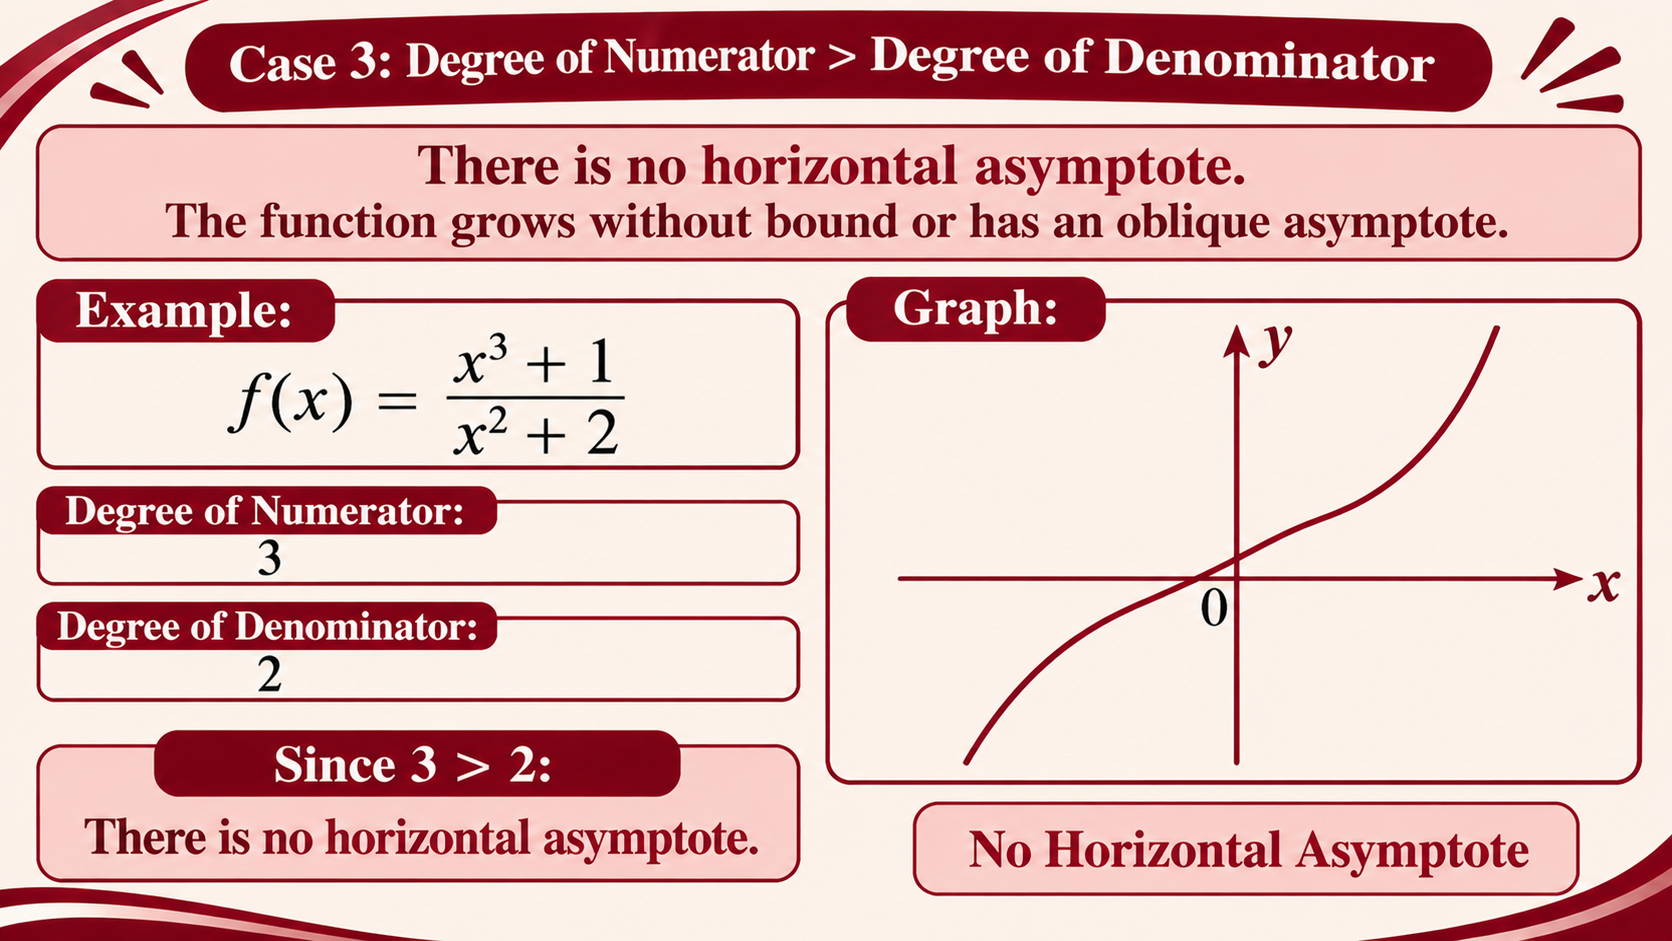 Case 3: Degree of Numerator > Degree of Denominator
There is no horizontal asymptote.
The function grows without bound or has an oblique asymptote.
Example:
f(x) = (x³ + 1) / (x² + 2)
Degree of Numerator:
3
Degree of Denominator:
2
Since 3 > 2:
There is no horizontal asymptote.
Graph:
y
x
0
No Horizontal Asymptote